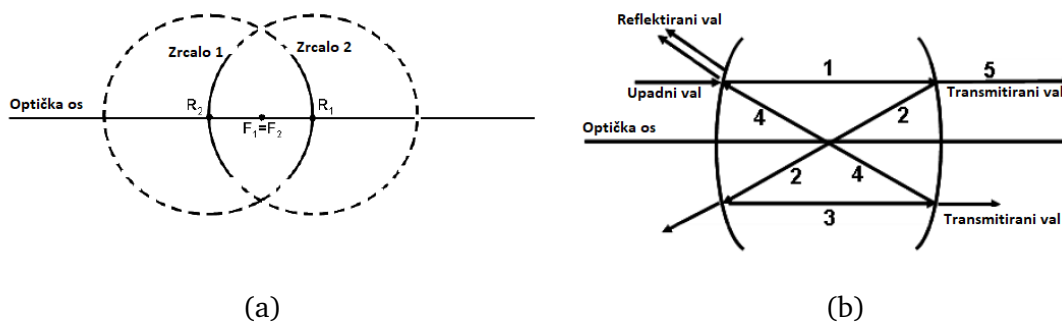 Zrcalo 1
Zrcalo 2
Optička os
R₂
R₁
F₁=F₂
(a)
Reflektirani val
1
5
Upadni val
Transmitirani val
4
2
Optička os
2
4
3
Transmitirani val
(b)